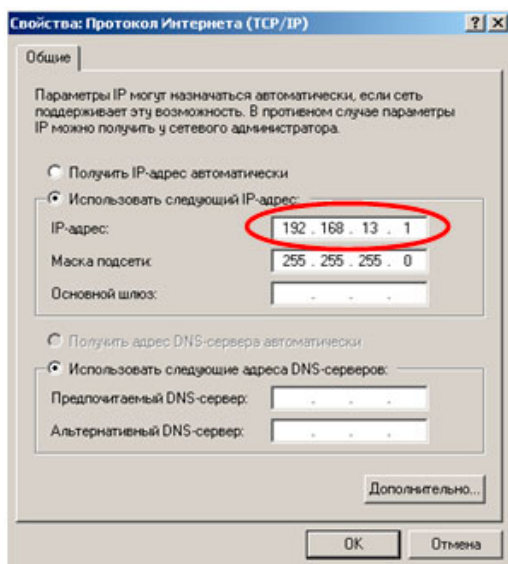 Свойства: Протокол Интернета (TCP/IP)
Общие
Параметры IP могут назначаться автоматически, если сеть
поддерживает эту возможность. В противном случае параметры
IP можно получить у сетевого администратора.
Получить IP-адрес автоматически
Использовать следующий IP-адрес:
IP-адрес: 192 . 168 . 13 . 1
Маска подсети: 255 . 255 . 255 . 0
Основной шлюз: . . .
Получить адрес DNS-сервера автоматически
Использовать следующие адреса DNS-серверов:
Предпочитаемый DNS-сервер: . . .
Альтернативный DNS-сервер: . . .
Дополнительно...
OK Отмена